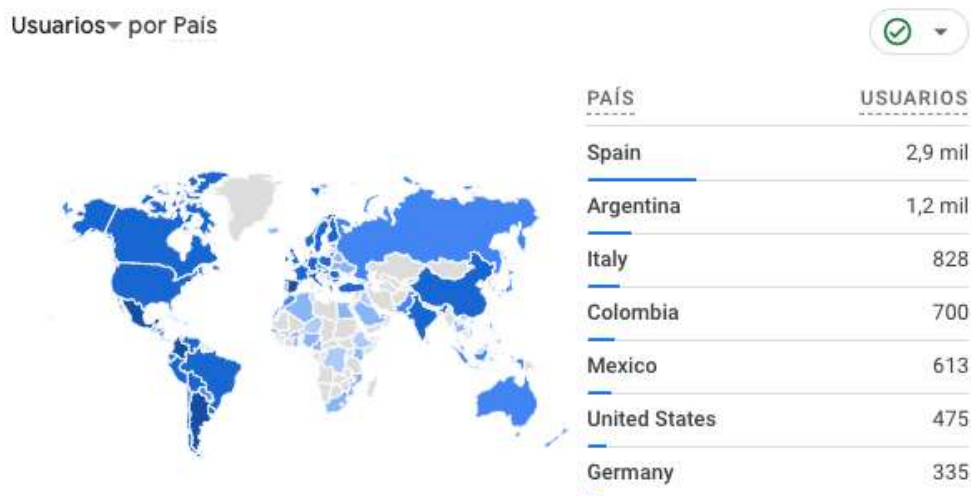 Usuarios por País
PAÍS USUARIOS
Spain 2,9 mil
Argentina 1,2 mil
Italy 828
Colombia 700
Mexico 613
United States 475
Germany 335